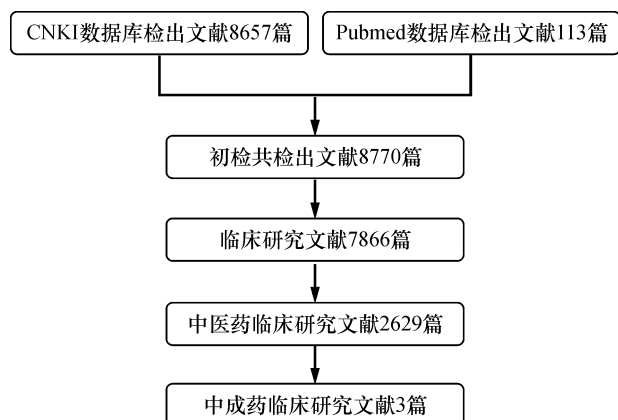 CNKI数据库检出文献8657篇
Pubmed数据库检出文献113篇
初检共检出文献8770篇
临床研究文献7866篇
中医药临床研究文献2629篇
中成药临床研究文献3篇